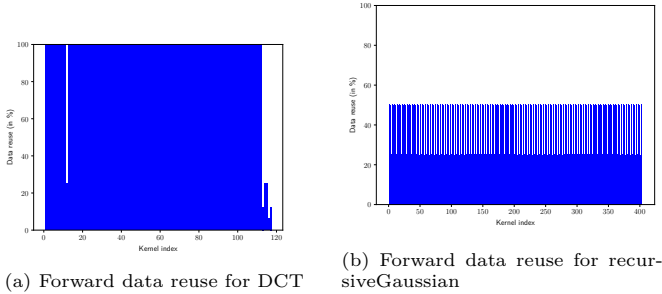 100
80
60
40
20
0
Data reuse (in %)
0 20 40 60 80 100 120
Kernel index
(a) Forward data reuse for DCT
100
80
60
40
20
0
Data reuse (in %)
0 50 100 150 200 250 300 350 400
Kernel index
(b) Forward data reuse for recur-
siveGaussian